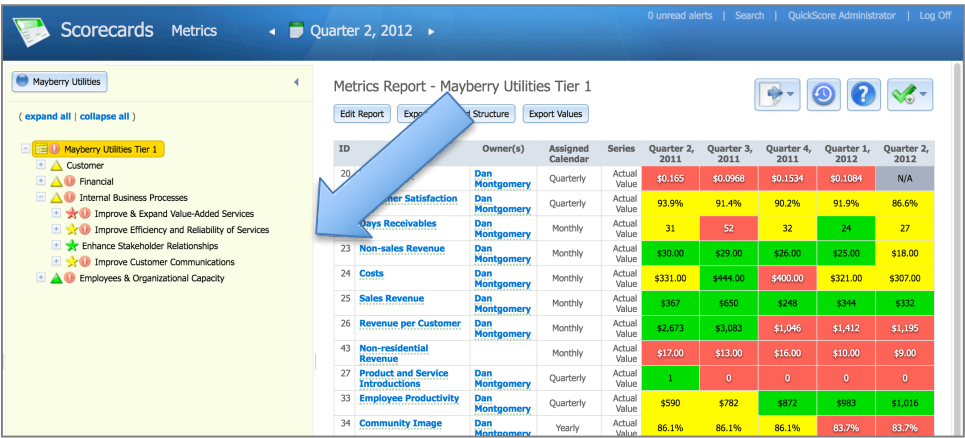 0 unread alerts | Search | QuickScore Administrator | Log Off
Scorecards Metrics Quarter 2, 2012
Mayberry Utilities
( expand all | collapse all )
Mayberry Utilities Tier 1
Customer
Financial
Internal Business Processes
Improve & Expand Value-Added Services
Improve Efficiency and Reliability of Services
Enhance Stakeholder Relationships
Improve Customer Communications
Employees & Organizational Capacity
Metrics Report - Mayberry Utilities Tier 1
Edit Report Structure Export Values
ID Owner(s) Assigned Calendar Series Quarter 2, 2011 Quarter 3, 2011 Quarter 4, 2011 Quarter 1, 2012 Quarter 2, 2012
20 Dan Montgomery Quarterly Actual Value $0.165 $0.0968 $0.1534 $0.1084 N/A
Satisfaction Dan Montgomery Quarterly Actual Value 93.9% 91.4% 90.2% 91.9% 86.6%
Days Receivables Dan Montgomery Monthly Actual Value 31 52 32 24 27
23 Non-sales Revenue Dan Montgomery Monthly Actual Value $30.00 $29.00 $26.00 $25.00 $18.00
24 Costs Dan Montgomery Monthly Actual Value $331.00 $444.00 $400.00 $321.00 $307.00
25 Sales Revenue Dan Montgomery Monthly Actual Value $367 $650 $248 $344 $332
26 Revenue per Customer Dan Montgomery Monthly Actual Value $2,673 $3,083 $1,046 $1,412 $1,195
43 Non-residential Revenue Monthly Actual Value $17.00 $13.00 $16.00 $10.00 $9.00
27 Product and Service Introductions Dan Montgomery Quarterly Actual Value 1 0 0 0 0
33 Employee Productivity Dan Montgomery Quarterly Actual Value $590 $782 $872 $983 $1,016
34 Community Image Dan Montgomery Yearly Actual Value 86.1% 86.1% 86.1% 83.7% 83.7%